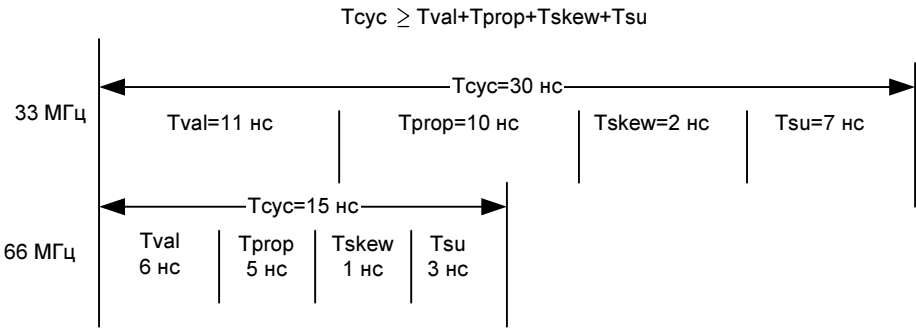 Tcyc ≥ Tval+Tprop+Tskew+Tsu
Tcyc=30 нс
33 МГц
Tval=11 нс Tprop=10 нс Tskew=2 нс Tsu=7 нс
Tcyc=15 нс
66 МГц
Tval Tprop Tskew Tsu
6 нс 5 нс 1 нс 3 нс